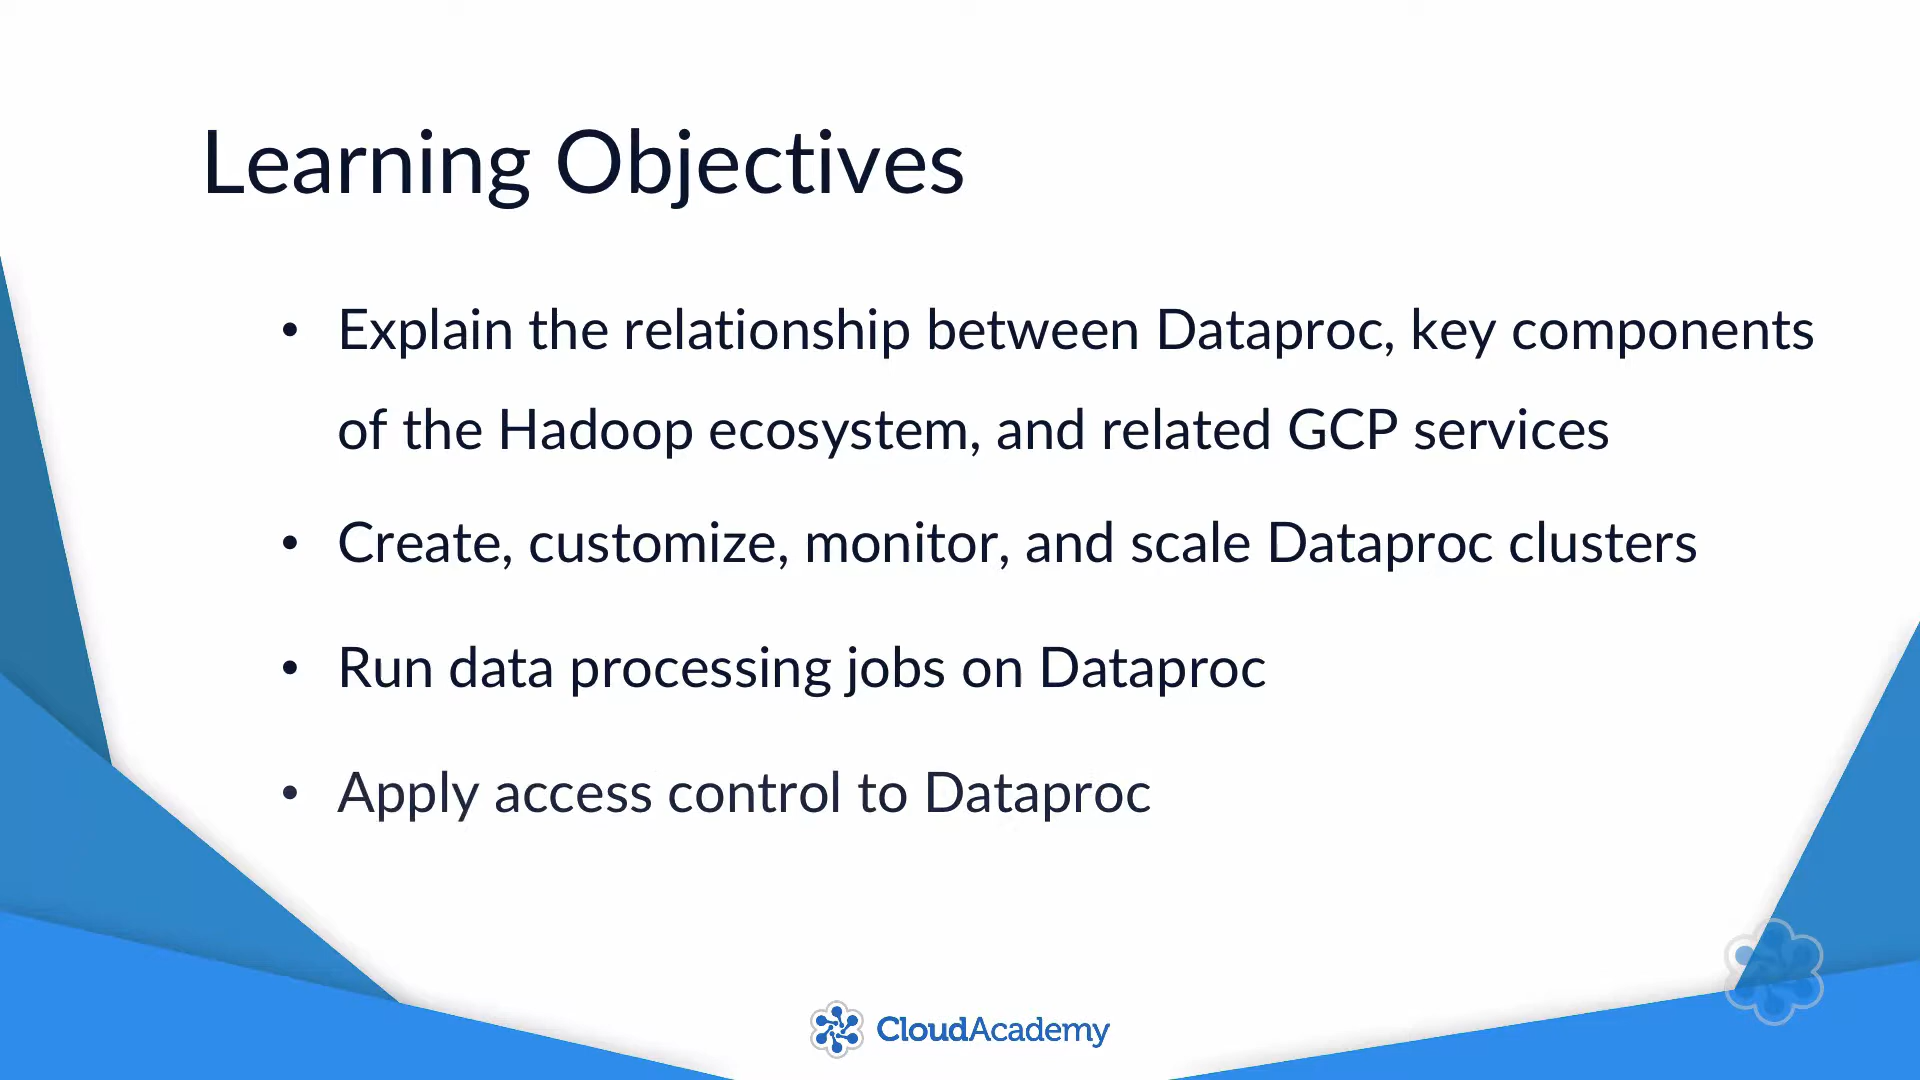 Learning Objectives
• Explain the relationship between Dataproc, key components
of the Hadoop ecosystem, and related GCP services
• Create, customize, monitor, and scale Dataproc clusters
• Run data processing jobs on Dataproc
• Apply access control to Dataproc
CloudAcademy